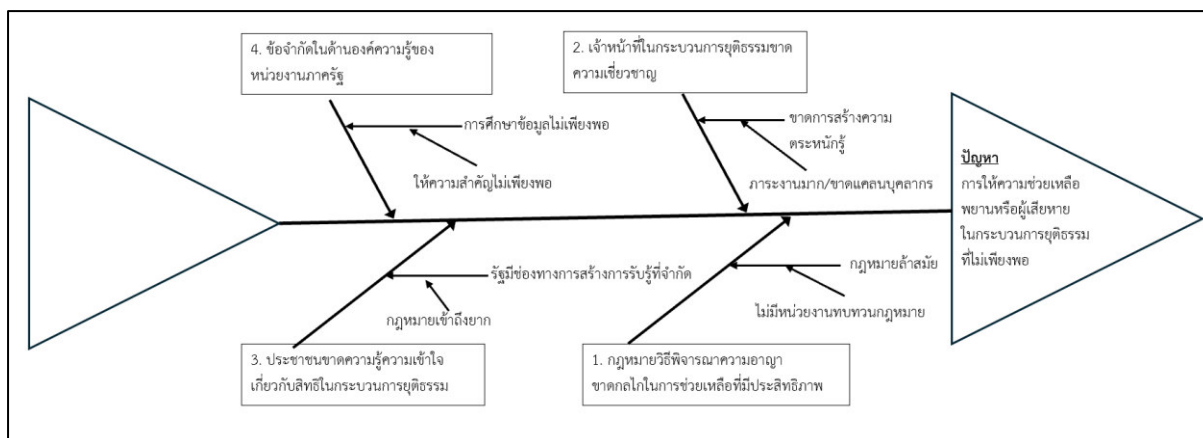 4. ข้อจำกัดในด้านองค์ความรู้ของ
หน่วยงานภาครัฐ
2. เจ้าหน้าที่ในกระบวนการยุติธรรมขาด
ความเชี่ยวชาญ
การศึกษาข้อมูลไม่เพียงพอ
ให้ความสำคัญไม่เพียงพอ
ขาดการสร้างความ
ตระหนักรู้
ภาระงานมาก/ขาดแคลนบุคลากร
ปัญหา
การให้ความช่วยเหลือ
พยานหรือผู้เสียหาย
ในกระบวนการยุติธรรม
ที่ไม่เพียงพอ
รัฐมีช่องทางการสร้างการรับรู้ที่จำกัด
กฎหมายเข้าถึงยาก
กฎหมายล้าสมัย
ไม่มีหน่วยงานทบทวนกฎหมาย
3. ประชาชนขาดความรู้ความเข้าใจ
เกี่ยวกับสิทธิในกระบวนการยุติธรรม
1. กฎหมายวิธีพิจารณาความอาญา
ขาดกลไกในการช่วยเหลือที่มีประสิทธิภาพ